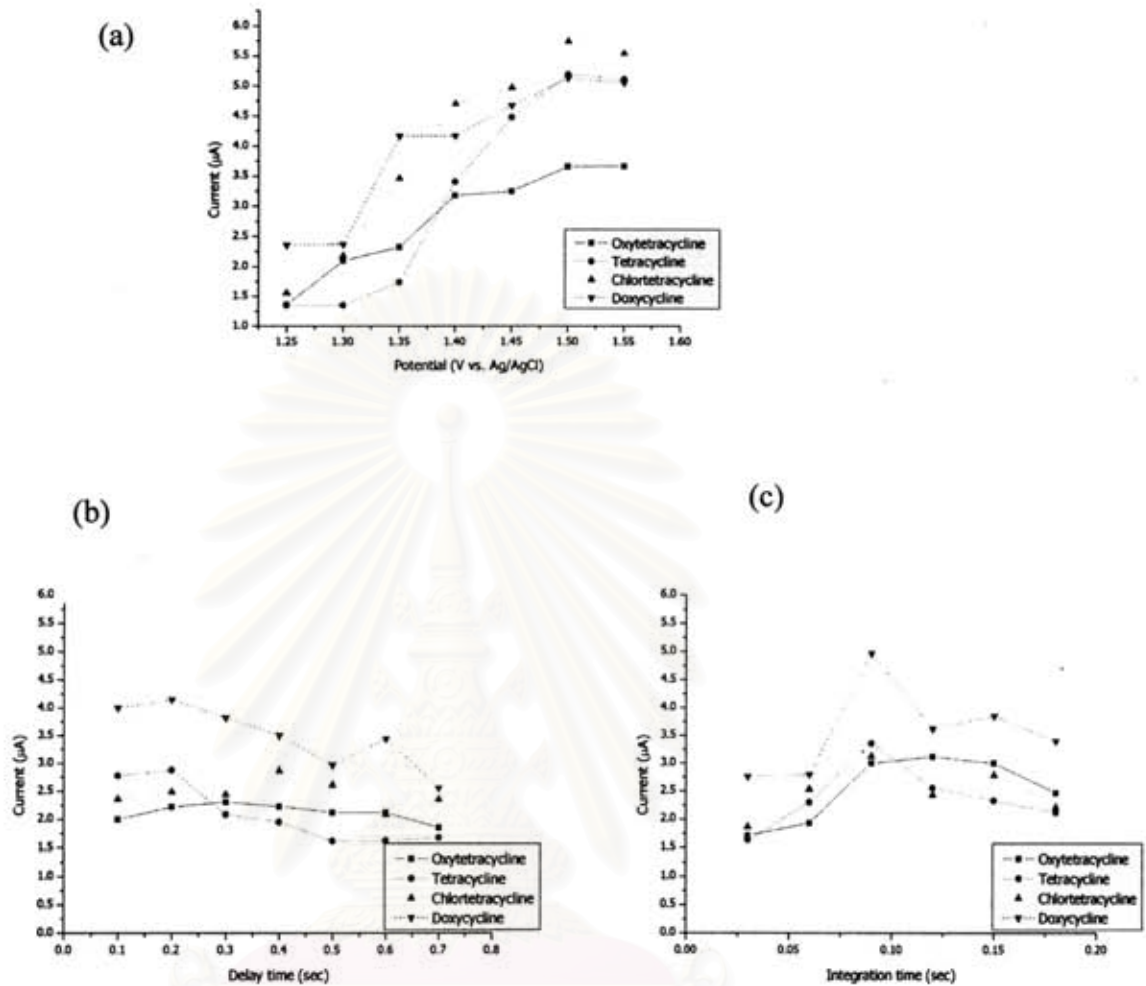 (a)
6.0
5.5
5.0
4.5
4.0
3.5
3.0
2.5
2.0
1.5
1.0
Current (µA)
Oxytetracycline
Tetracycline
Chlortetracycline
Doxycycline
1.25 1.30 1.35 1.40 1.45 1.50 1.55 1.60
Potential (V vs. Ag/AgCl)
(b)
6.0
5.5
5.0
4.5
4.0
3.5
3.0
2.5
2.0
1.5
1.0
0.5
0.0
Current (µA)
Oxytetracycline
Tetracycline
Chlortetracycline
Doxycycline
0.0 0.1 0.2 0.3 0.4 0.5 0.6 0.7 0.8
Delay time (sec)
(c)
6.0
5.5
5.0
4.5
4.0
3.5
3.0
2.5
2.0
1.5
1.0
0.5
0.0
Current (µA)
Oxytetracycline
Tetracycline
Chlortetracycline
Doxycycline
0.00 0.05 0.10 0.15 0.20
Integration time (sec)